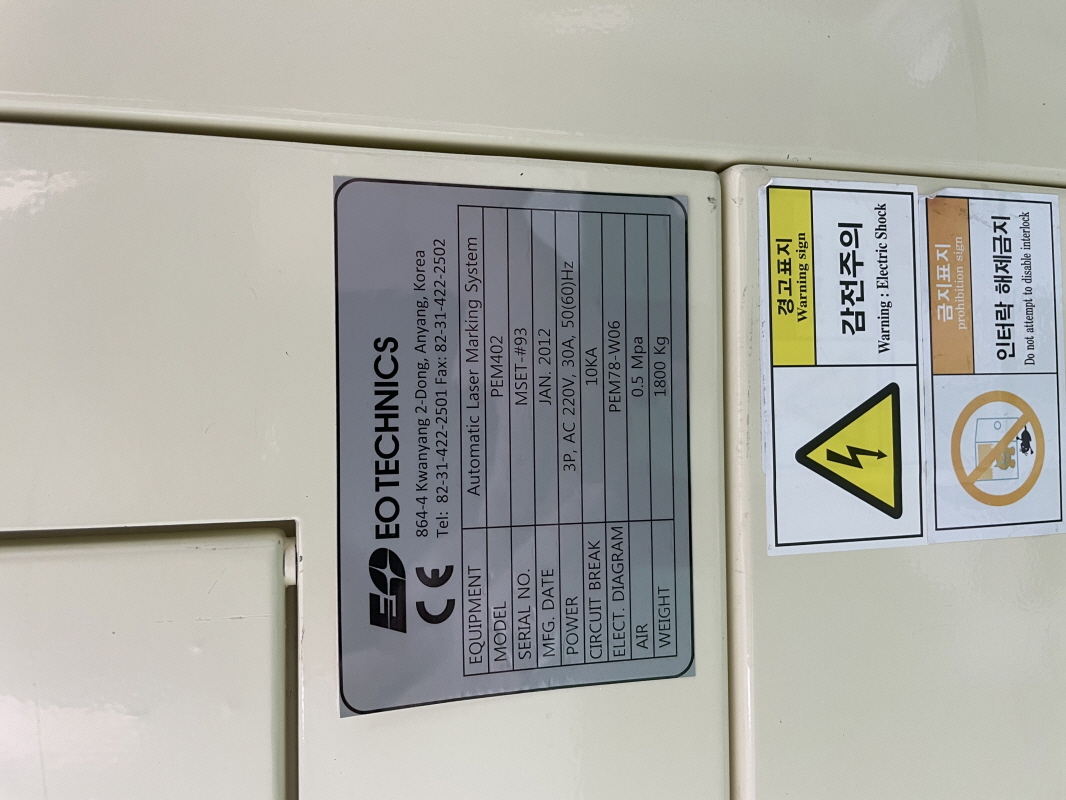 EO EO TECHNICS
CE 864-4 Kwanyang 2-Dong, Anyang, Korea
Tel: 82-31-422-2501 Fax: 82-31-422-2502
EQUIPMENT Automatic Laser Marking System
MODEL PEM402
SERIAL NO. MSET-#93
MFG. DATE JAN. 2012
POWER 3P, AC 220V, 30A, 50(60)Hz
CIRCUIT BREAK 10KA
ELECT. DIAGRAM PEM78-W06
AIR 0.5 Mpa
WEIGHT 1800 Kg
경고표지
Warning sign
감전주의
Warning : Electric Shock
금지표지
prohibition sign
인터락 해제금지
Do not attempt to disable interlock